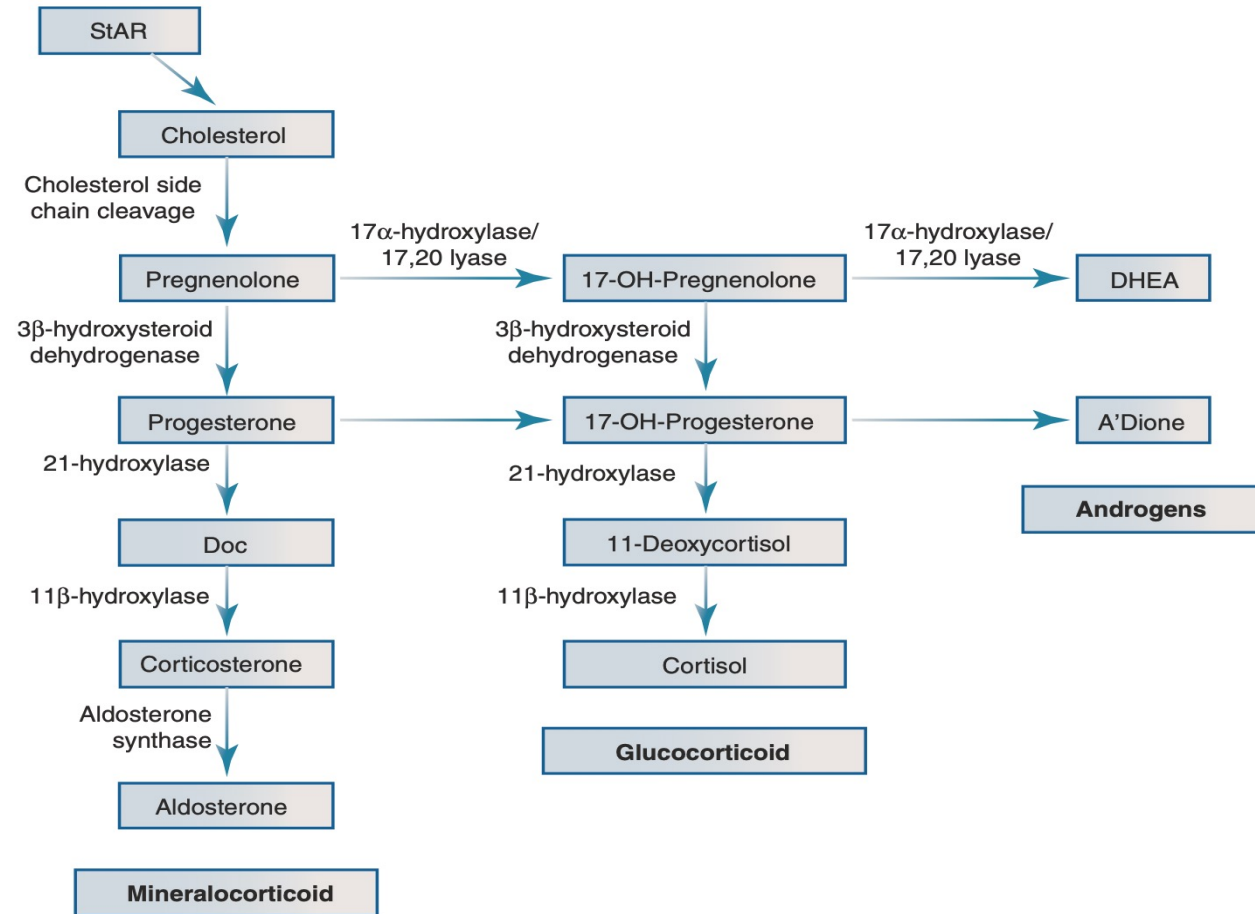 StAR
Cholesterol
Cholesterol side
chain cleavage
17α-hydroxylase/
17,20 lyase
17α-hydroxylase/
17,20 lyase
Pregnenolone
17-OH-Pregnenolone
DHEA
3β-hydroxysteroid
dehydrogenase
3β-hydroxysteroid
dehydrogenase
Progesterone
17-OH-Progesterone
A'Dione
21-hydroxylase
21-hydroxylase
Androgens
Doc
11-Deoxycortisol
11β-hydroxylase
11β-hydroxylase
Corticosterone
Cortisol
Aldosterone
synthase
Glucocorticoid
Aldosterone
Mineralocorticoid